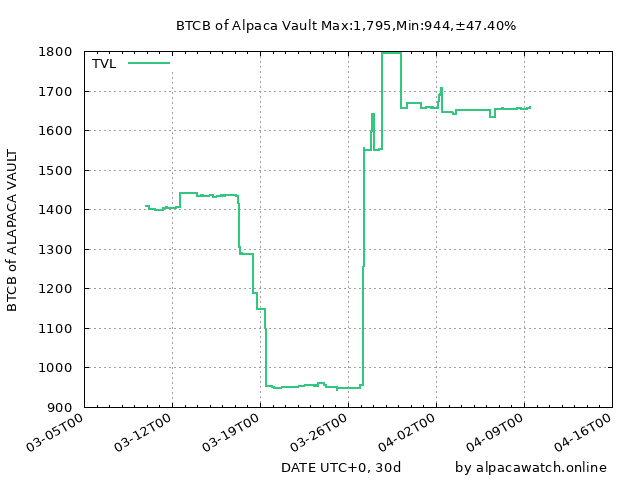 BTCB of Alpaca Vault Max:1,795,Min:944,±47.40%
TVL
1800
1700
1600
1500
1400
1300
1200
1100
1000
900
BTCB of ALAPACA VAULT
03-05T00
03-12T00
03-19T00
03-26T00
04-02T00
04-09T00
04-16T00
DATE UTC+0, 30d
by alpacawatch.online